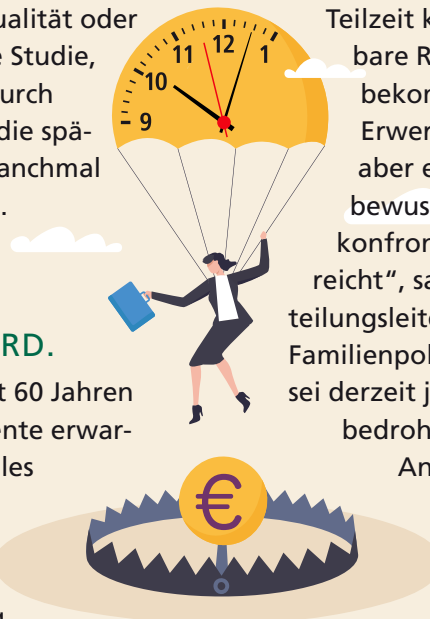 ualität oder
Studie,
urch
die spä-
anchmal
RD.
t 60 Jahren
ente erwar-
les
11 12 1
10
9
Teilzeit
bare
bekon
Erwer
aber
bewus
konfron
reicht“,
teilungsleite
Familienpol
sei derzeit
bedroh
An
€